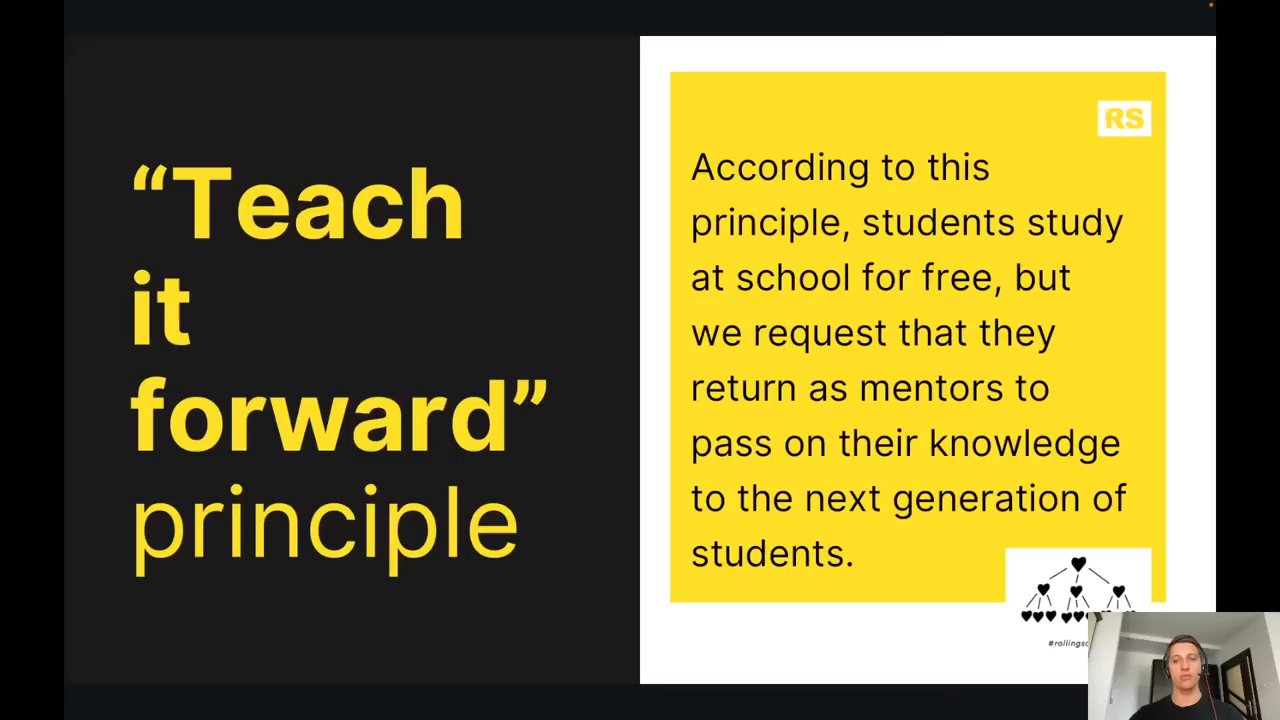 “Teach
it
forward”
principle
RS
According to this
principle, students study
at school for free, but
we request that they
return as mentors to
pass on their knowledge
to the next generation of
students.